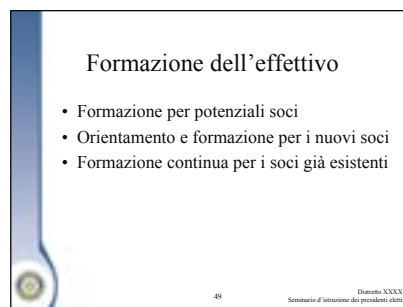 Formazione dell'effettivo
• Formazione per potenziali soci
• Orientamento e formazione per i nuovi soci
• Formazione continua per i soci già esistenti
49
Distretto XXXX
Seminario d'istruzione dei presidenti eletti